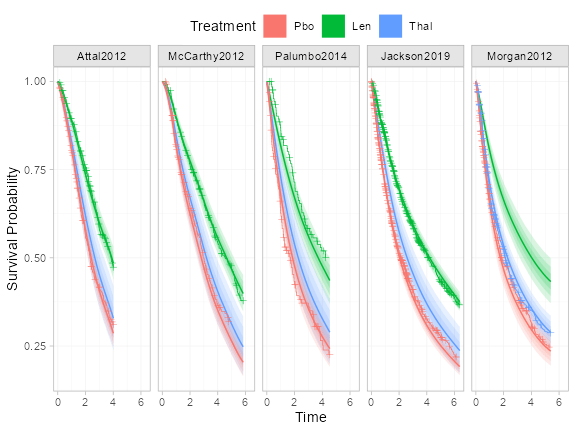 Treatment Pbo Len Thal
Attal2012 McCarthy2012 Palumbo2014 Jackson2019 Morgan2012
Survival Probability
1.00
0.75
0.50
0.25
0 2 4 6 0 2 4 6 0 2 4 6 0 2 4 6 0 2 4 6
Time